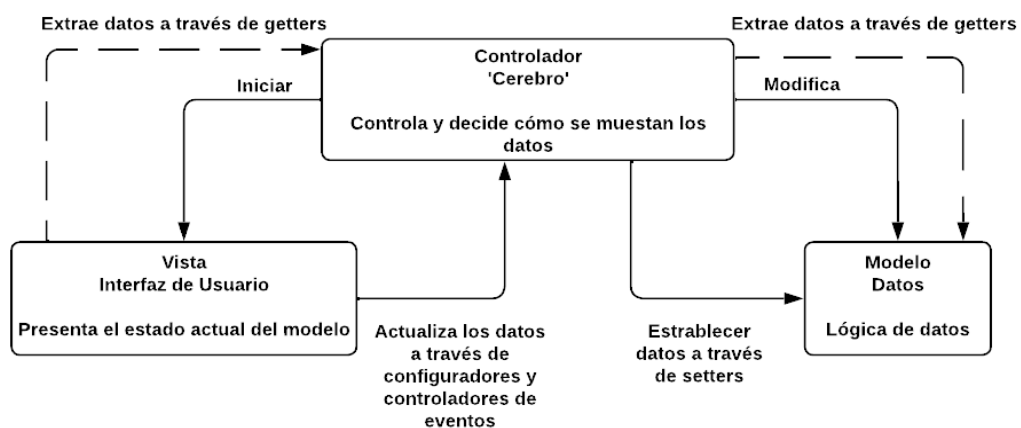 Extrae datos a través de getters
Extrae datos a través de getters
Controlador
'Cerebro'
Controla y decide cómo se muestan los
datos
Iniciar
Modifica
Vista
Interfaz de Usuario
Presenta el estado actual del modelo
Modelo
Datos
Lógica de datos
Actualiza los datos
a través de
configuradores y
controladores de
eventos
Estrablecer
datos a través
de setters